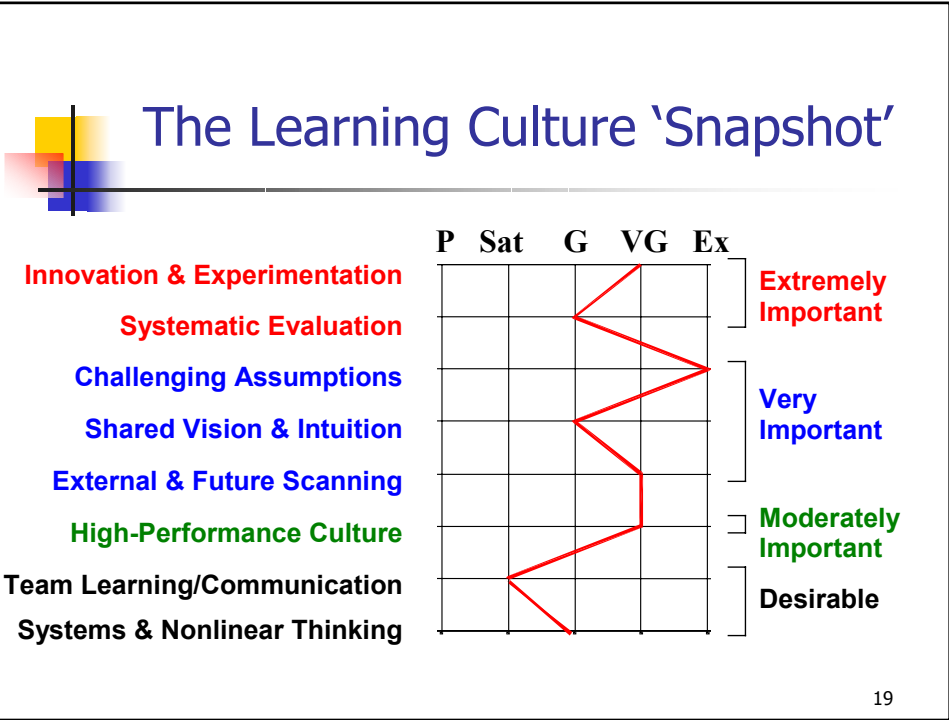 The Learning Culture ‘Snapshot’
P Sat G VG Ex
Innovation & Experimentation
Systematic Evaluation
Extremely
Important
Challenging Assumptions
Shared Vision & Intuition
External & Future Scanning
Very
Important
High-Performance Culture
Moderately
Important
Team Learning/Communication
Systems & Nonlinear Thinking
Desirable
19